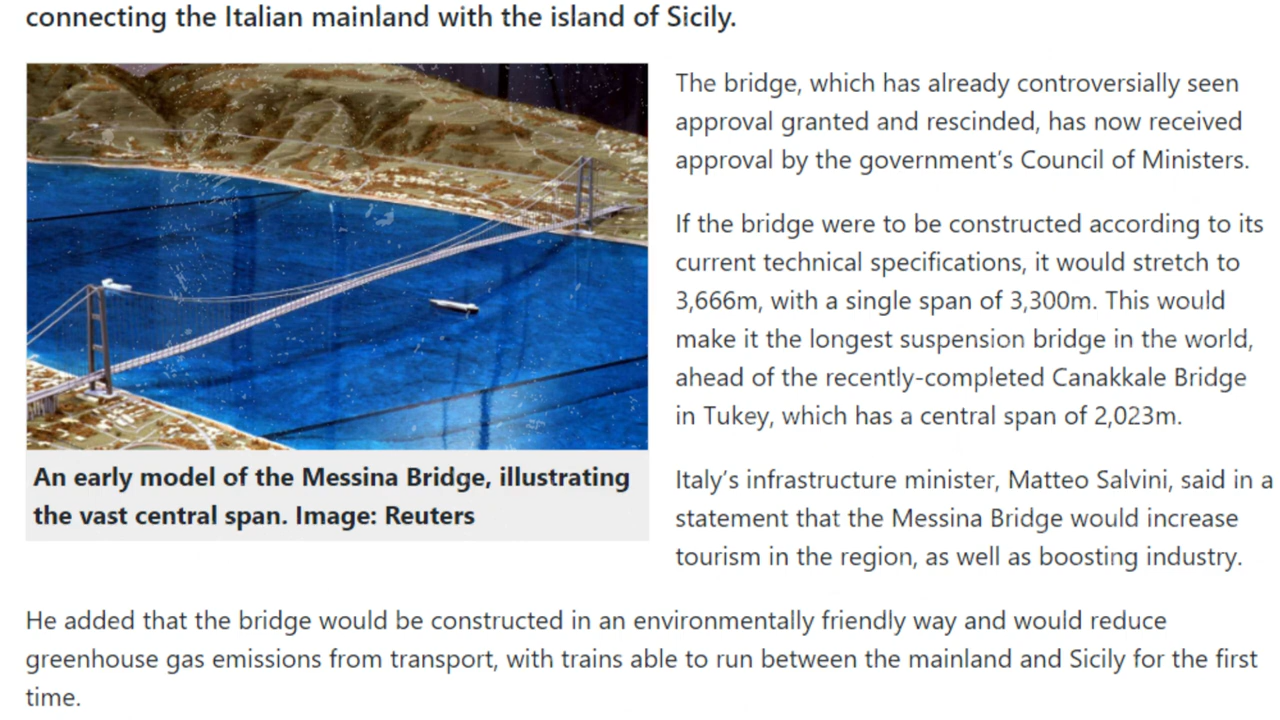 connecting the Italian mainland with the island of Sicily.
The bridge, which has already controversially seen
approval granted and rescinded, has now received
approval by the government's Council of Ministers.
If the bridge were to be constructed according to its
current technical specifications, it would stretch to
3,666m, with a single span of 3,300m. This would
make it the longest suspension bridge in the world,
ahead of the recently-completed Canakkale Bridge
in Tukey, which has a central span of 2,023m.
An early model of the Messina Bridge, illustrating
the vast central span. Image: Reuters
Italy's infrastructure minister, Matteo Salvini, said in a
statement that the Messina Bridge would increase
tourism in the region, as well as boosting industry.
He added that the bridge would be constructed in an environmentally friendly way and would reduce
greenhouse gas emissions from transport, with trains able to run between the mainland and Sicily for the first
time.